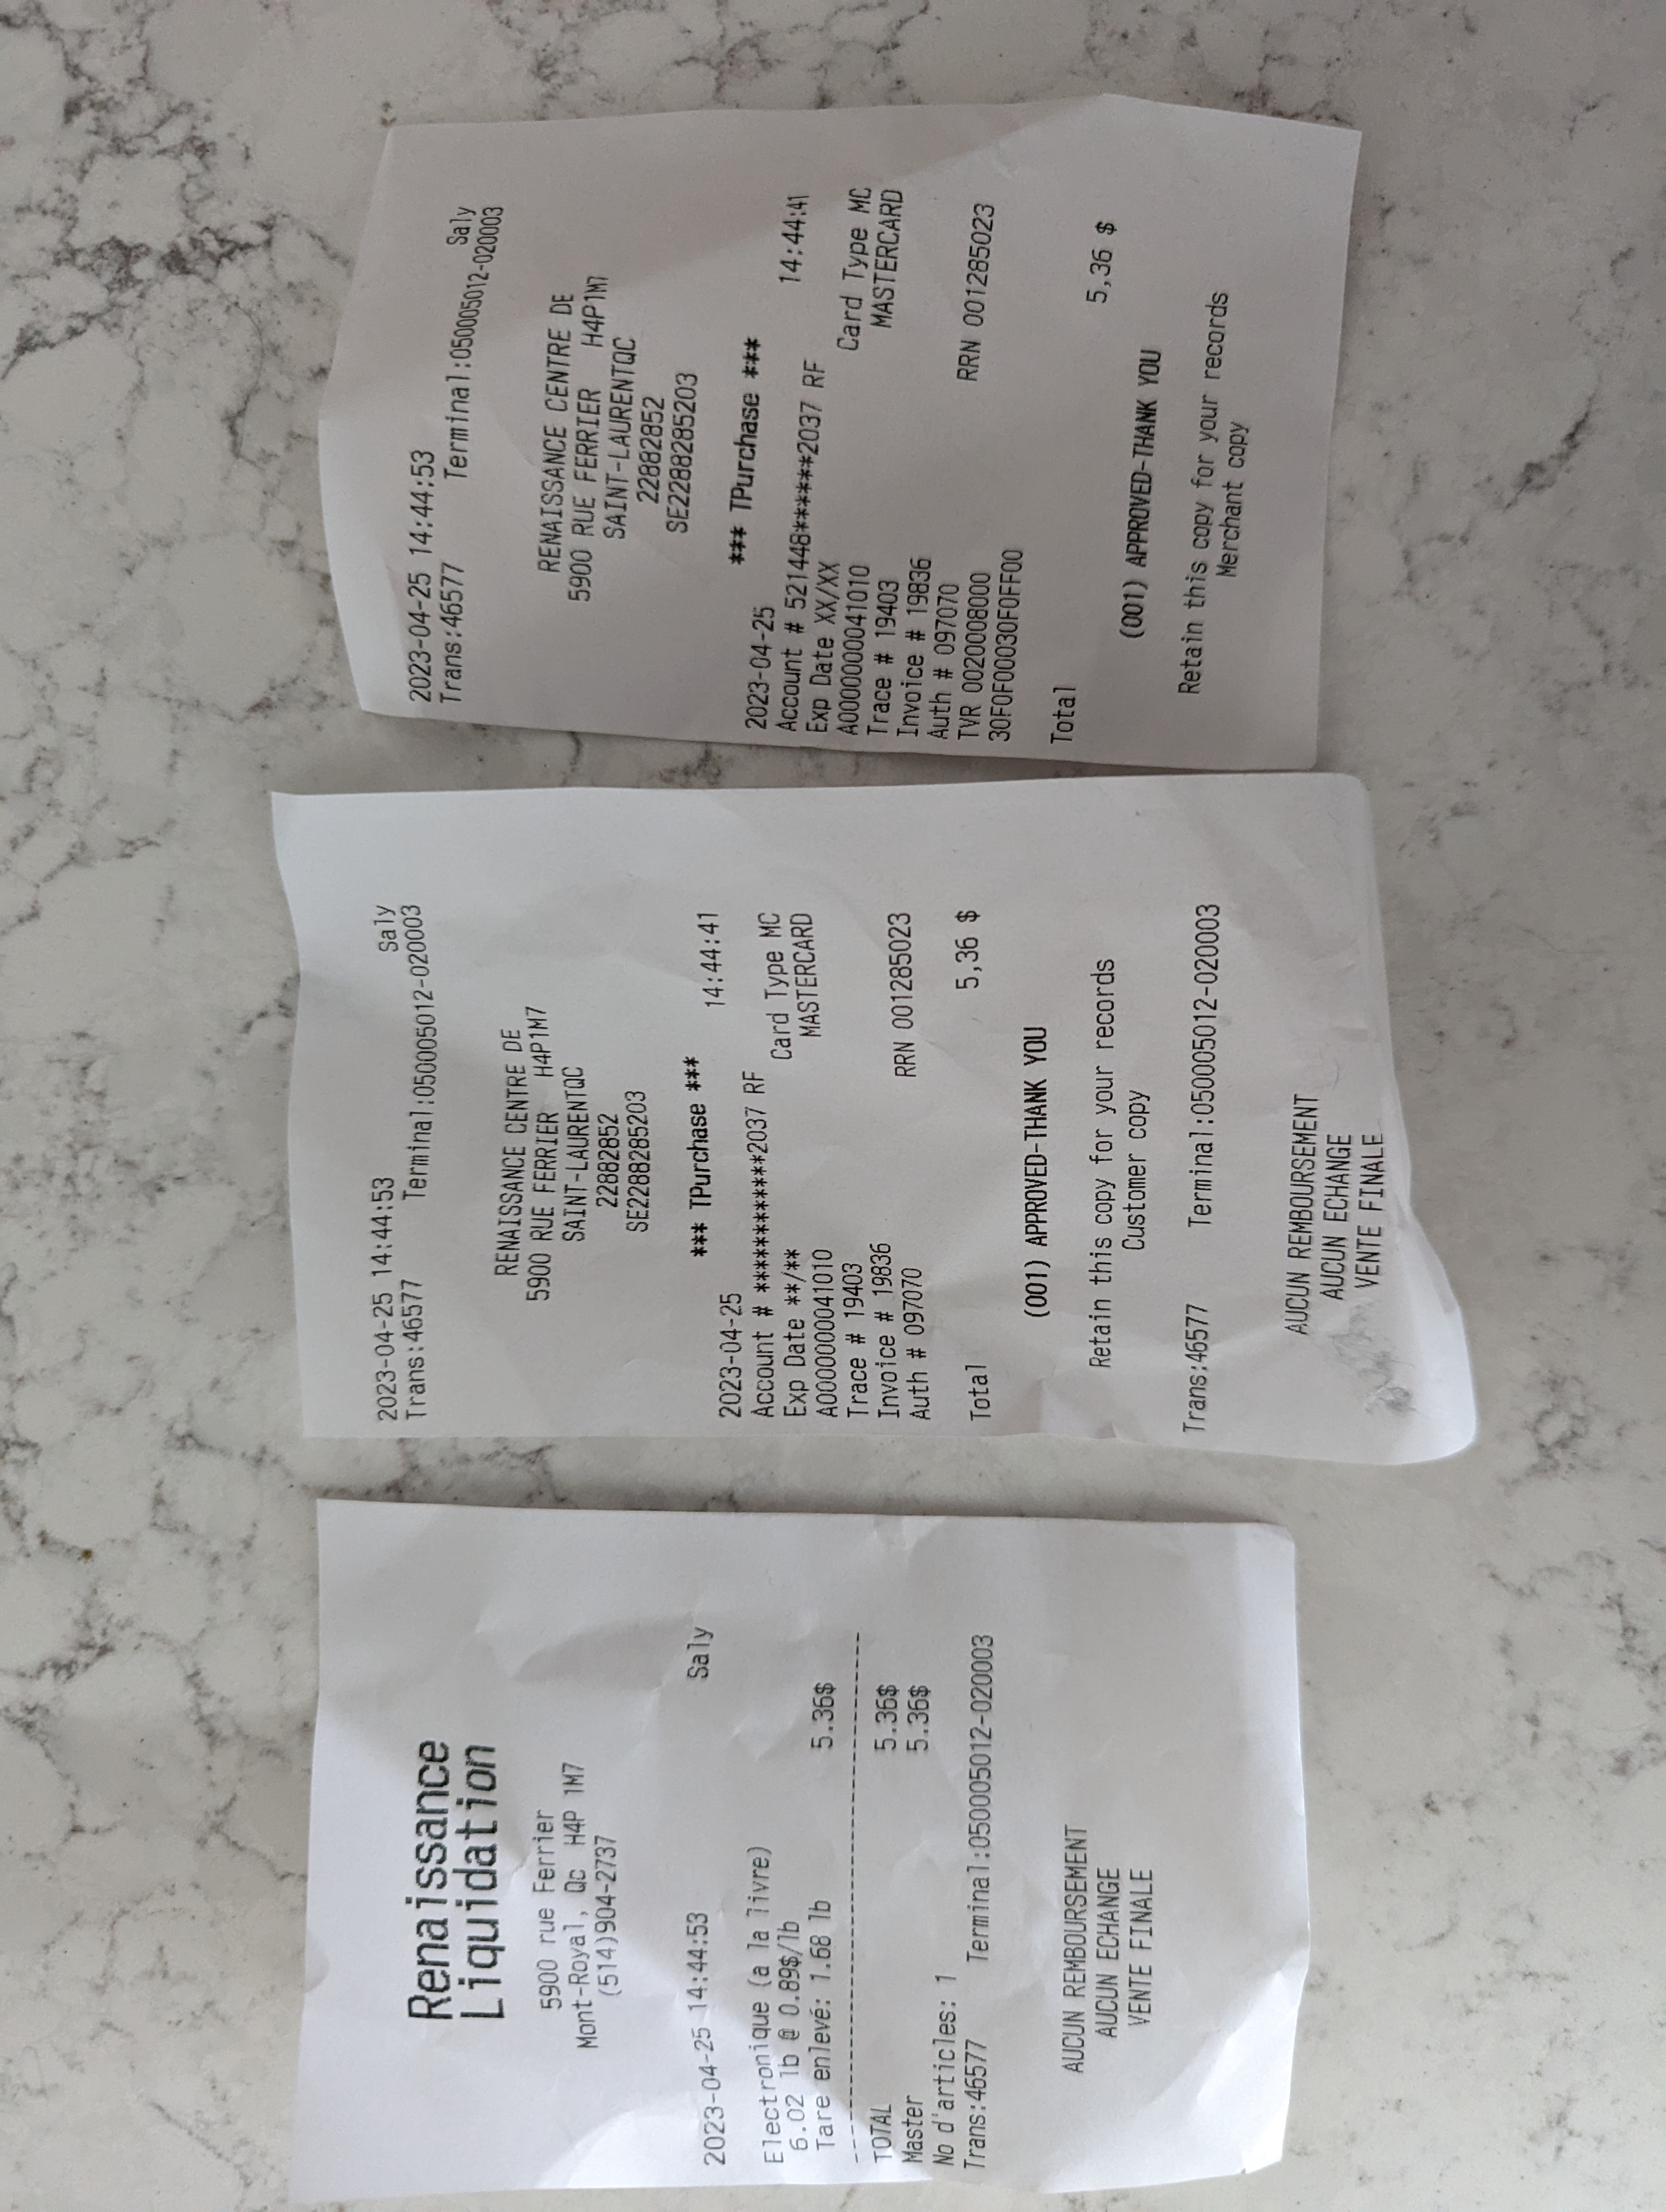 Renaissance
Liquidation
5900 rue Ferrier
Mont-Royal, Qc H4P 1M7
(514)904-2737
2023-04-25 14:44:53 Saly
Electronique (a la livre)
6.02 lb @ 0.89$/lb
Tare enlevé: 1.68 lb 5.36$
TOTAL 5.36$
Master 5.36$
No d'articles: 1
Trans:46577 Terminal:050005012-020003
AUCUN REMBOURSEMENT
AUCUN ECHANGE
VENTE FINALE
2023-04-25 14:44:53 Saly
Trans:46577 Terminal:050005012-020003
RENAISSANCE CENTRE DE
5900 RUE FERRIER H4P1M7
SAINT-LAURENTQC
22882852
SE2288285203
*** TPurchase ***
2023-04-25 14:44:41
Account # ************2037 RF
Exp Date **/** Card Type MC
A0000000041010 MASTERCARD
Trace # 19403
Invoice # 19836
Auth # 097070 RRN 001285023
Total 5,36 $
(001) APPROVED-THANK YOU
Retain this copy for your records
Customer copy
Trans:46577 Terminal:050005012-020003
AUCUN REMBOURSEMENT
AUCUN ECHANGE
VENTE FINALE
2023-04-25 14:44:53 Saly
Trans:46577 Terminal:050005012-020003
RENAISSANCE CENTRE DE
5900 RUE FERRIER H4P1M7
SAINT-LAURENTQC
22882852
SE2288285203
*** TPurchase ***
2023-04-25 14:44:41
Account # 521448******2037 RF
Exp Date XX/XX Card Type MC
A0000000041010 MASTERCARD
Trace # 19403
Invoice # 19836
Auth # 097070
TVR 0020008000 RRN 001285023
30F0F00030F0FF00
Total 5,36 $
(001) APPROVED-THANK YOU
Retain this copy for your records
Merchant copy